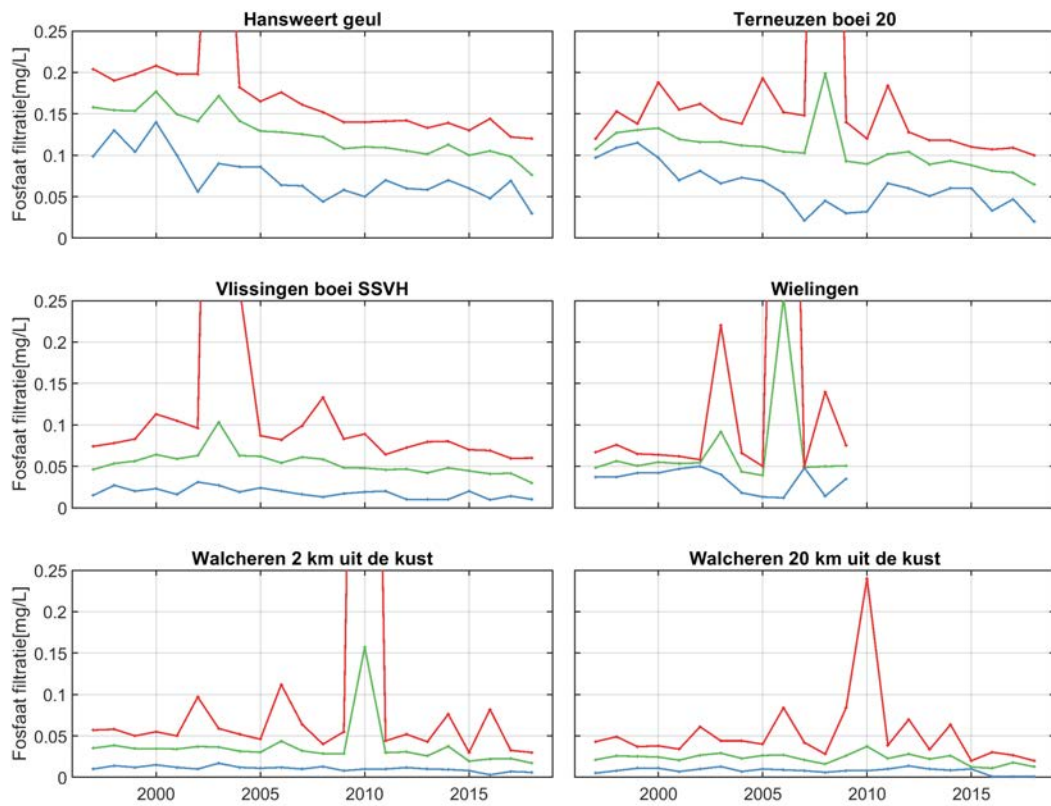 Hansweert geul
Terneuzen boei 20
Fosfaat filtratie[mg/L]
0.25
0.2
0.15
0.1
0.05
0
Vlissingen boei SSVH
Wielingen
Fosfaat filtratie[mg/L]
0.25
0.2
0.15
0.1
0.05
0
Walcheren 2 km uit de kust
Walcheren 20 km uit de kust
Fosfaat filtratie[mg/L]
0.25
0.2
0.15
0.1
0.05
0
2000 2005 2010 2015
2000 2005 2010 2015